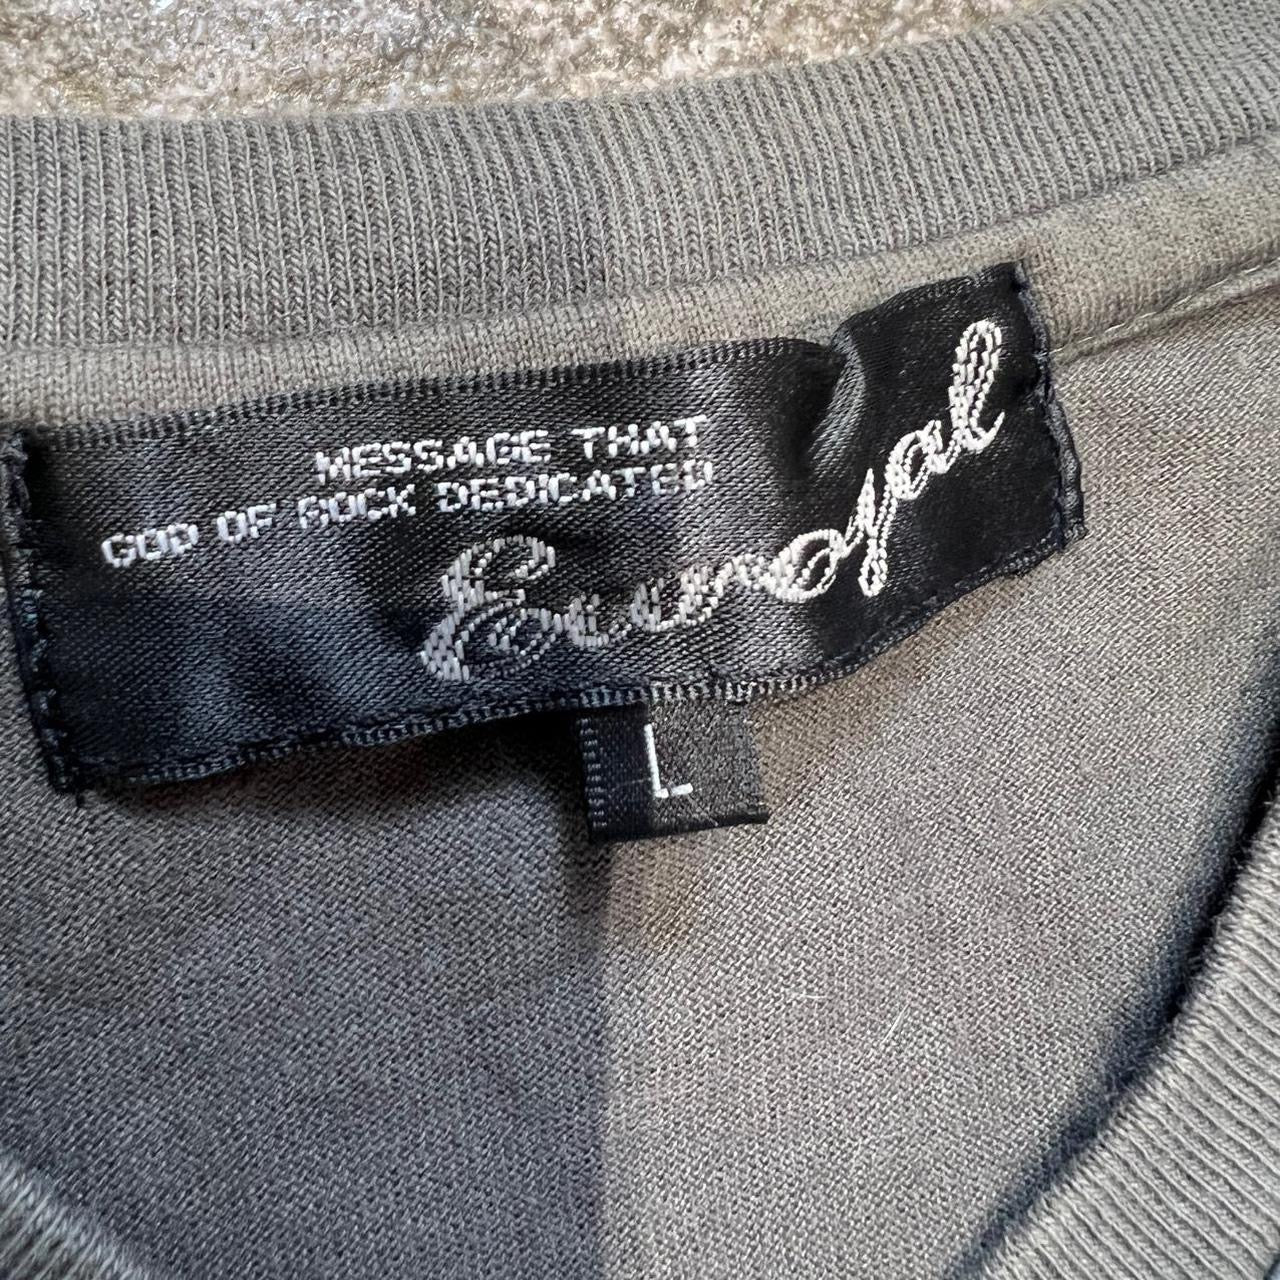 MESSAGE THAT
GOD OF ROCK DEDICATED
Euroyal
L